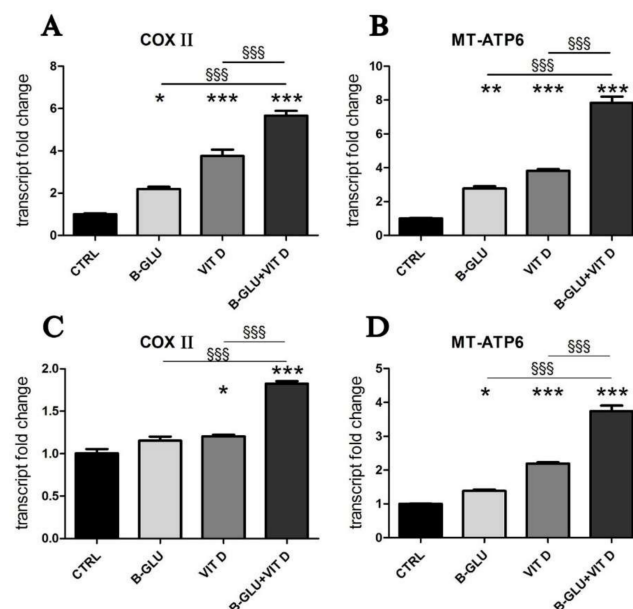 A
COX II
§§§
§§§
* *** ***
transcript fold change
8
6
4
2
0
CTRL
B-GLU
VIT D
B-GLU+VIT D
B
MT-ATP6
§§§
§§§
** *** ***
transcript fold change
10
8
6
4
2
0
CTRL
B-GLU
VIT D
B-GLU+VIT D
C
COX II
§§§
§§§
* ***
transcript fold change
2.0
1.5
1.0
0.5
0.0
CTRL
B-GLU
VIT D
B-GLU+VIT D
D
MT-ATP6
§§§
§§§
* *** ***
transcript fold change
5
4
3
2
1
0
CTRL
B-GLU
VIT D
B-GLU+VIT D